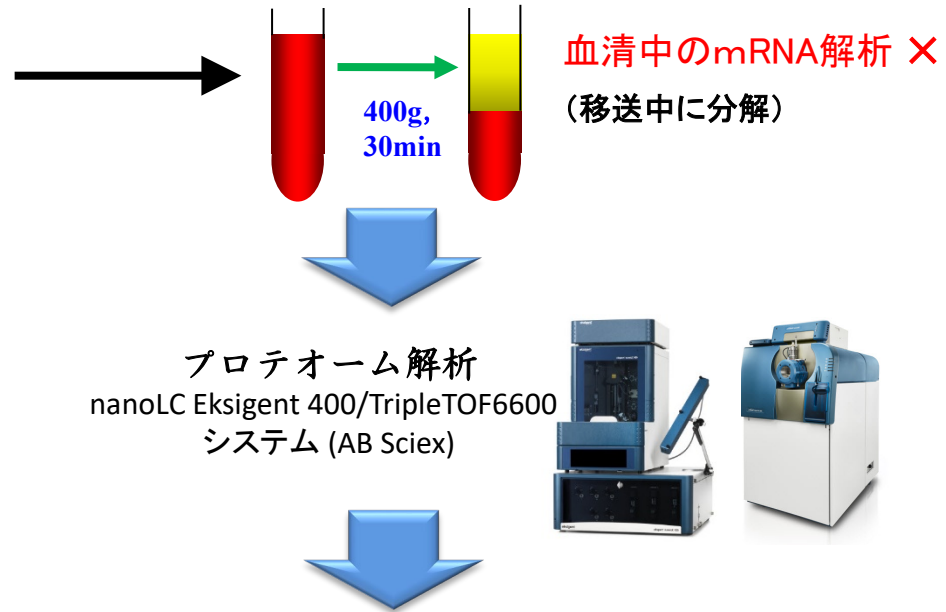 血清中のmRNA解析 ×
(移送中に分解)
400g,
30min
プロテオーム解析
nanoLC Eksigent 400/TripleTOF6600
システム (AB Sciex)